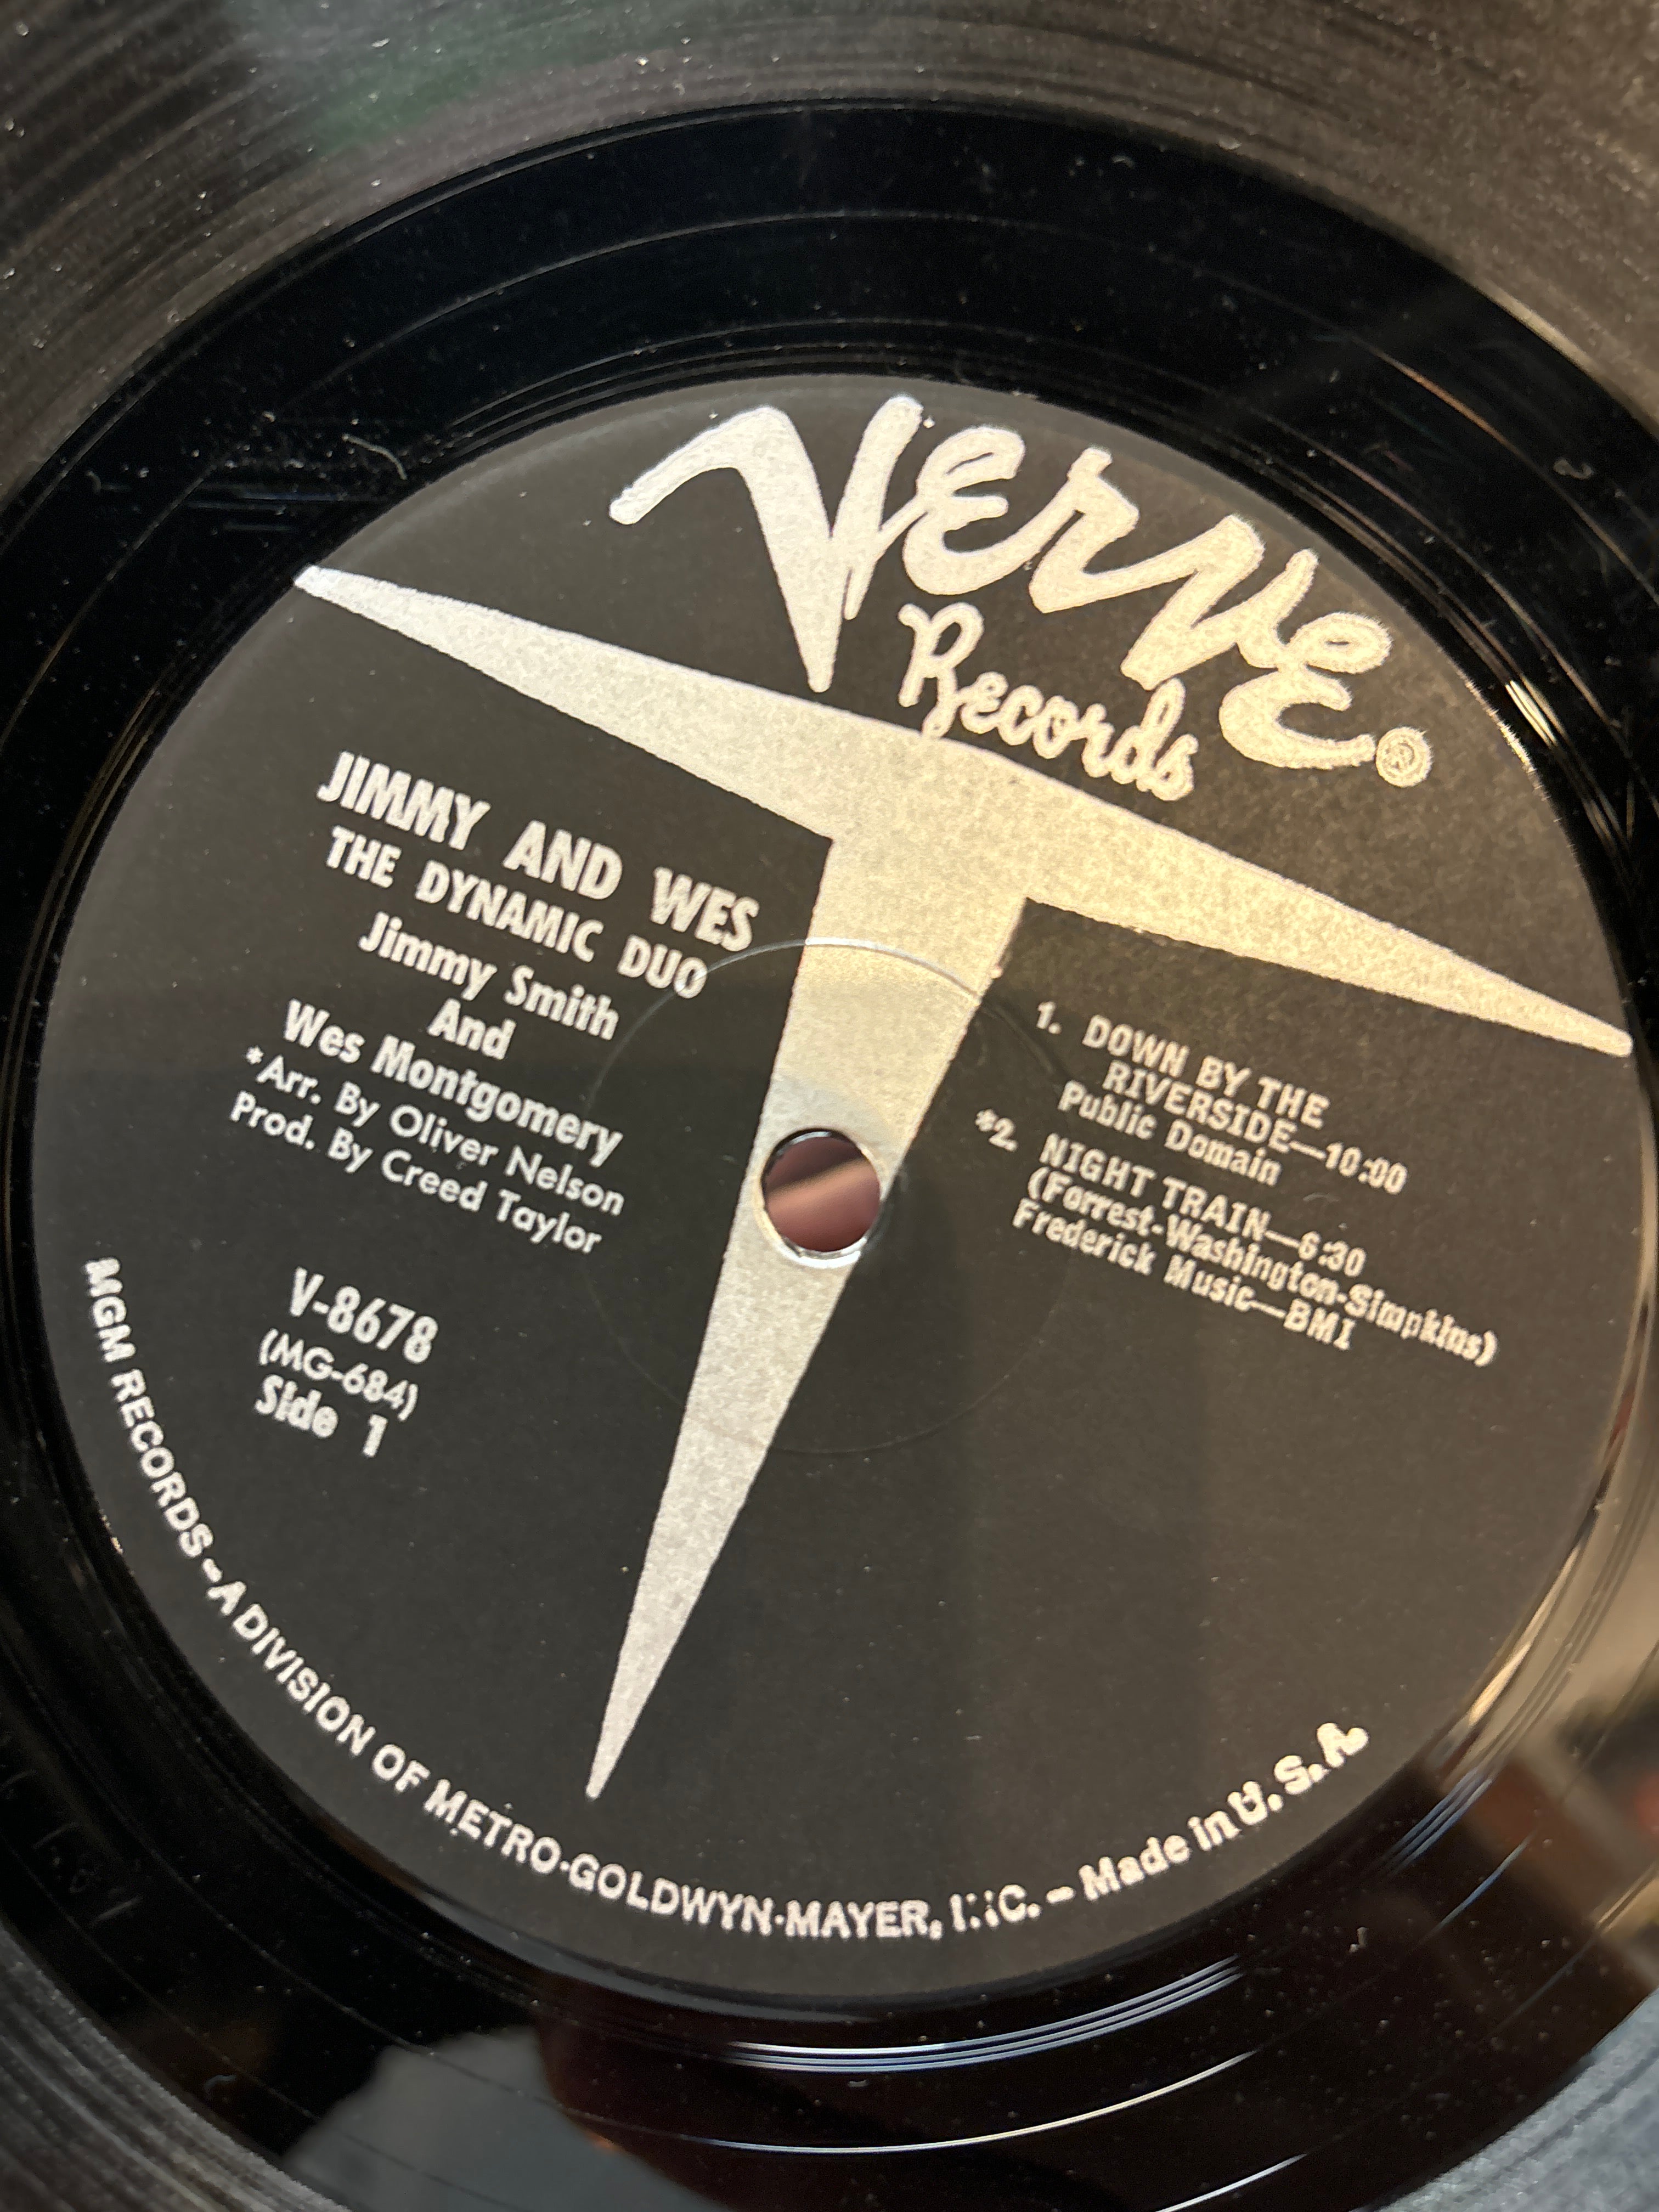 Verve ®
Records
JIMMY AND WES
THE DYNAMIC DUO
Jimmy Smith
And
Wes Montgomery
*Arr. By Oliver Nelson
Prod. By Creed Taylor
V-8678
(MG-684)
Side 1
1. DOWN BY THE
RIVERSIDE—10:00
Public Domain
*2. NIGHT TRAIN—6:30
(Forrest-Washington-Simpkins)
Frederick Music—BMI
MGM RECORDS – A DIVISION OF METRO-GOLDWYN-MAYER, INC. – Made in U.S.A.